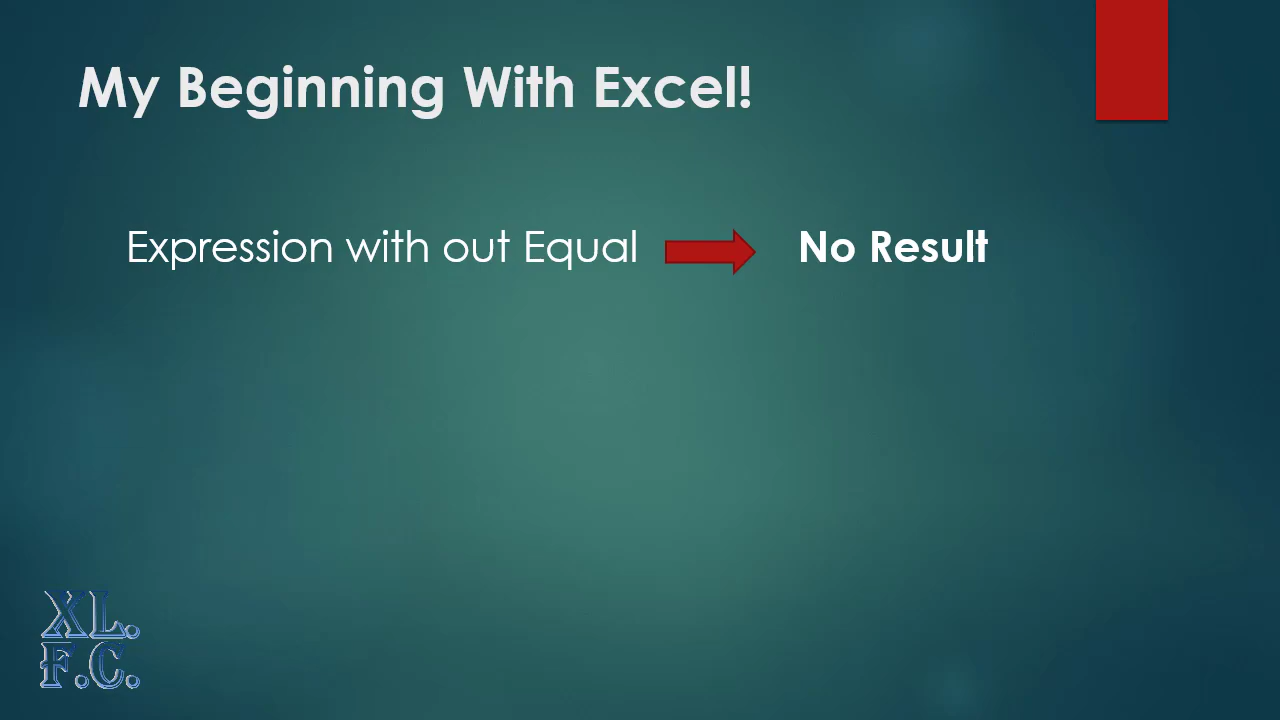 My Beginning With Excel!
Expression with out Equal No Result
XL.
F.C.